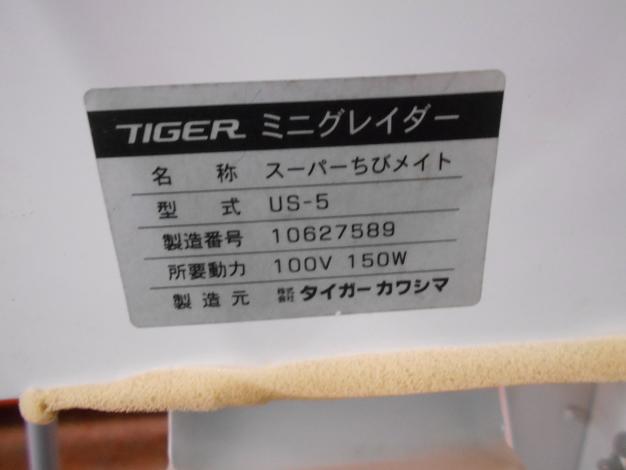 TIGER ミニグレイダー
名 称 スーパーちびメイト
型 式 US-5
製造番号 10627589
所要動力 100V 150W
製造元 株式会社 タイガーカワシマ